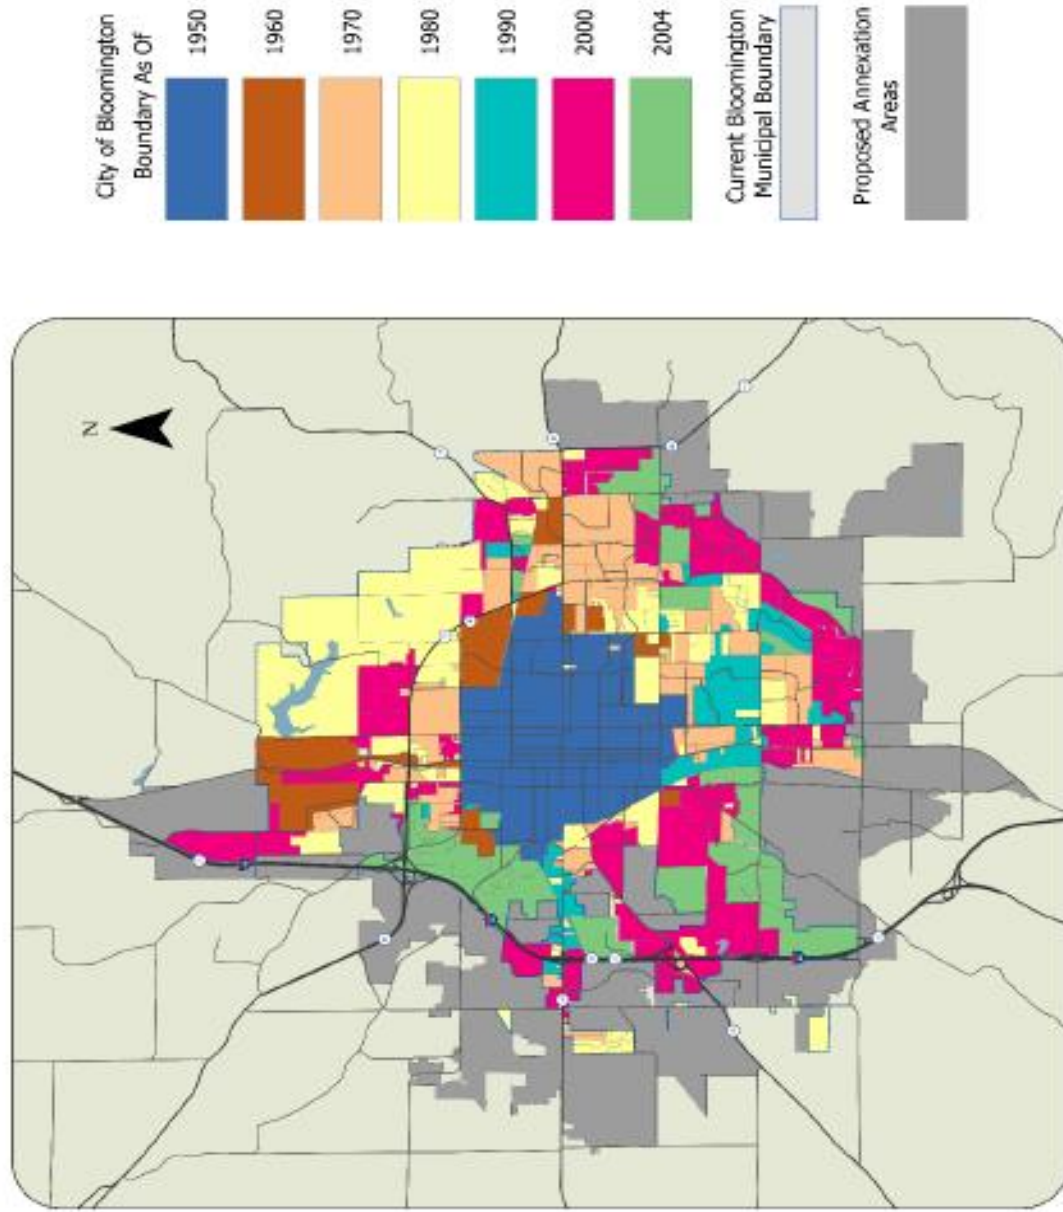 City of Bloomington
Boundary As Of
1950
1960
1970
1980
1990
2000
2004
Current Bloomington
Municipal Boundary
Proposed Annexation
Areas
N